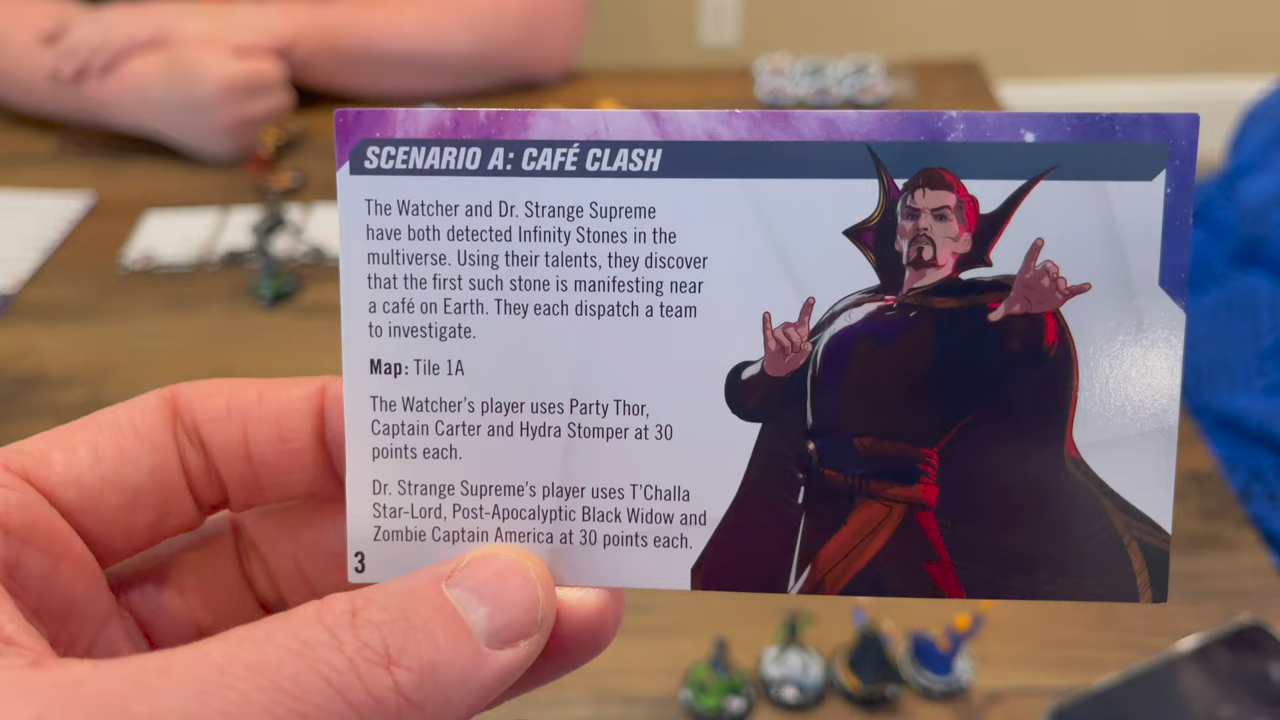 SCENARIO A: CAFÉ CLASH
The Watcher and Dr. Strange Supreme
have both detected Infinity Stones in the
multiverse. Using their talents, they discover
that the first such stone is manifesting near
a café on Earth. They each dispatch a team
to investigate.
Map: Tile 1A
The Watcher's player uses Party Thor,
Captain Carter and Hydra Stomper at 30
points each.
Dr. Strange Supreme's player uses T'Challa
Star-Lord, Post-Apocalyptic Black Widow and
Zombie Captain America at 30 points each.
3